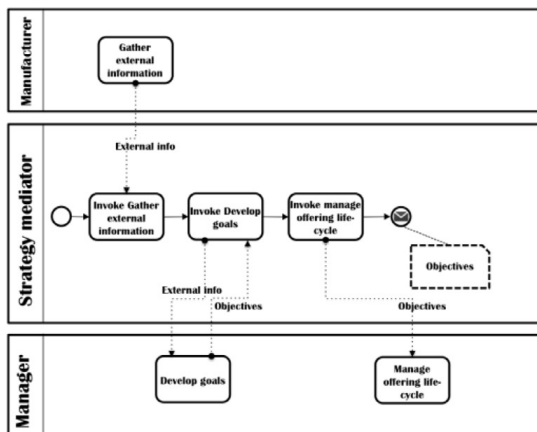 Manufacturer
Gather
external
information
External info
Strategy mediator
Invoke Gather
external
information
Invoke Develop
goals
Invoke manage
offering life-
cycle
Objectives
External info
Objectives
Objectives
Manager
Develop goals
Manage
offering life-
cycle